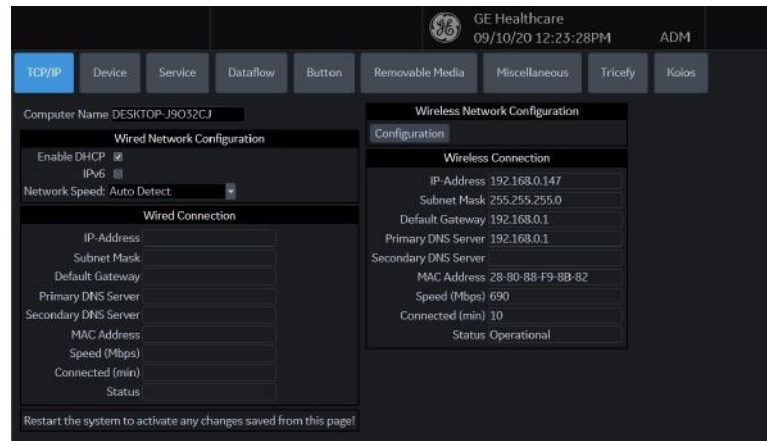 GE Healthcare
09/10/20 12:23:28PM ADM
TCP/IP Device Service Dataflow Button Removable Media Miscellaneous Tricefy Koios
Computer Name DESKTOP-J9O32CJ
Wired Network Configuration
Enable DHCP
IPv6
Network Speed: Auto Detect
Wired Connection
IP-Address
Subnet Mask
Default Gateway
Primary DNS Server
Secondary DNS Server
MAC Address
Speed (Mbps)
Connected (min)
Status
Restart the system to activate any changes saved from this page!
Wireless Network Configuration
Configuration
Wireless Connection
IP-Address 192.168.0.147
Subnet Mask 255.255.255.0
Default Gateway 192.168.0.1
Primary DNS Server 192.168.0.1
Secondary DNS Server
MAC Address 28-80-88-F9-8B-82
Speed (Mbps) 690
Connected (min) 10
Status Operational